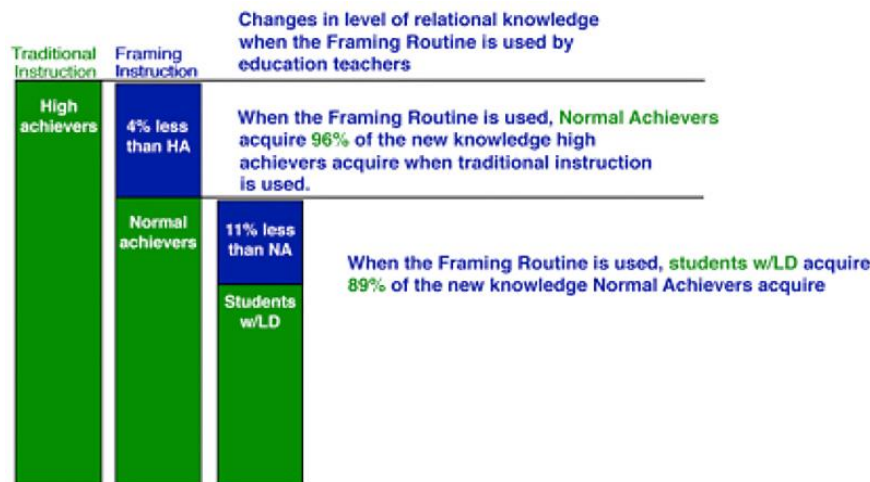 Changes in level of relational knowledge
when the Framing Routine is used by
education teachers
Traditional
Instruction
Framing
Instruction
High
achievers
4% less
than HA
When the Framing Routine is used, Normal Achievers
acquire 96% of the new knowledge high
achievers acquire when traditional instruction
is used.
Normal
achievers
11% less
than NA
When the Framing Routine is used, students w/LD acquire
89% of the new knowledge Normal Achievers acquire
Students
w/LD